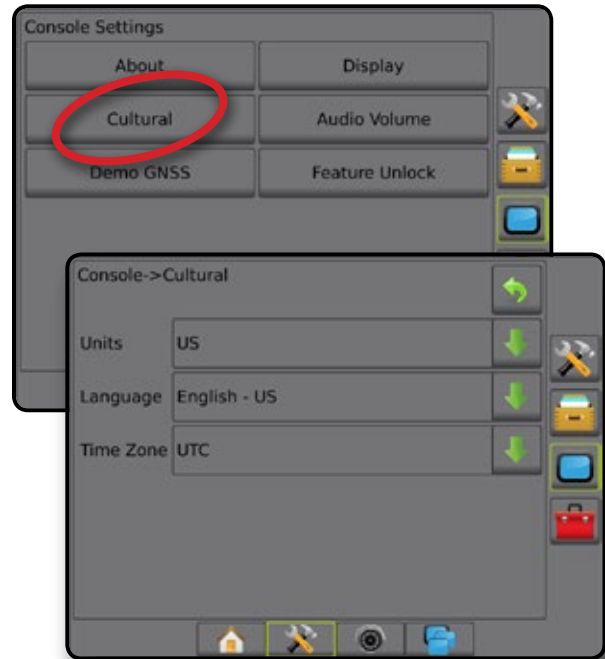 Console Settings
About
Display
Cultural
Audio Volume
Demo GNSS
Feature Unlock
Console->Cultural
Units US
Language English - US
Time Zone UTC